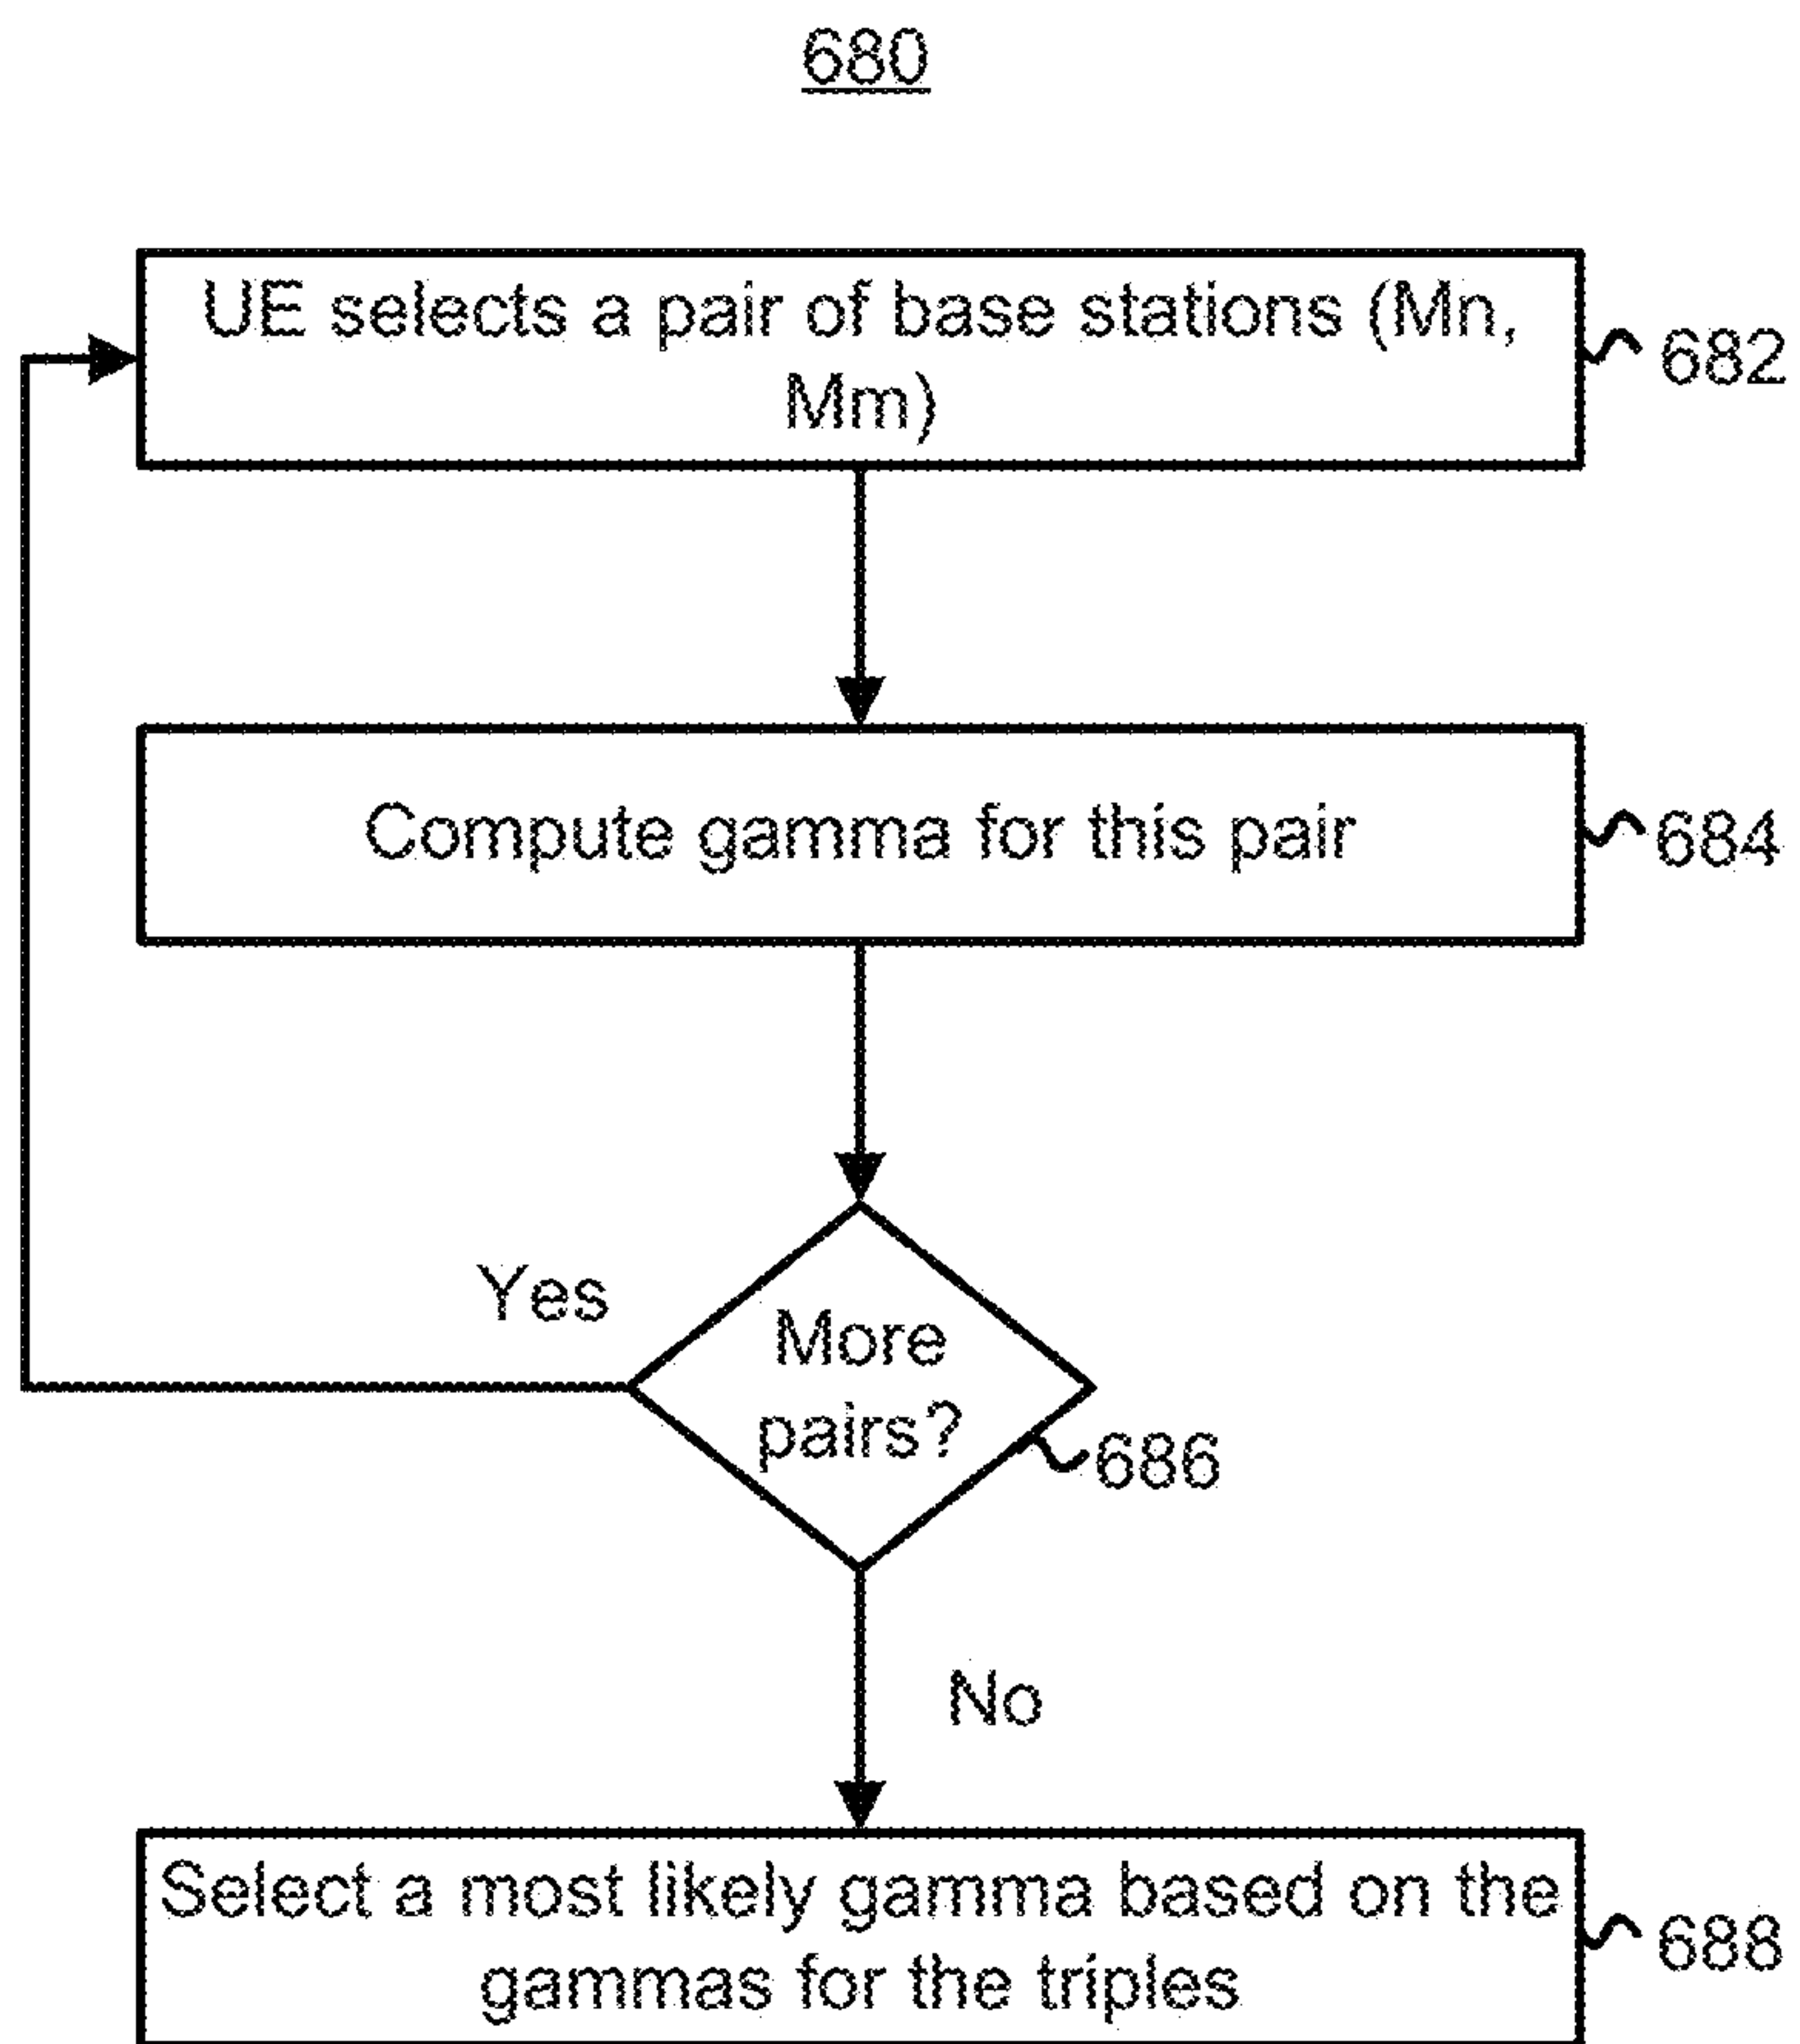 680
UE selects a pair of base stations (Mn,
Mm)
682
Compute gamma for this pair
684
Yes
More
pairs?
686
No
Select a most likely gamma based on the
gammas for the triples
688